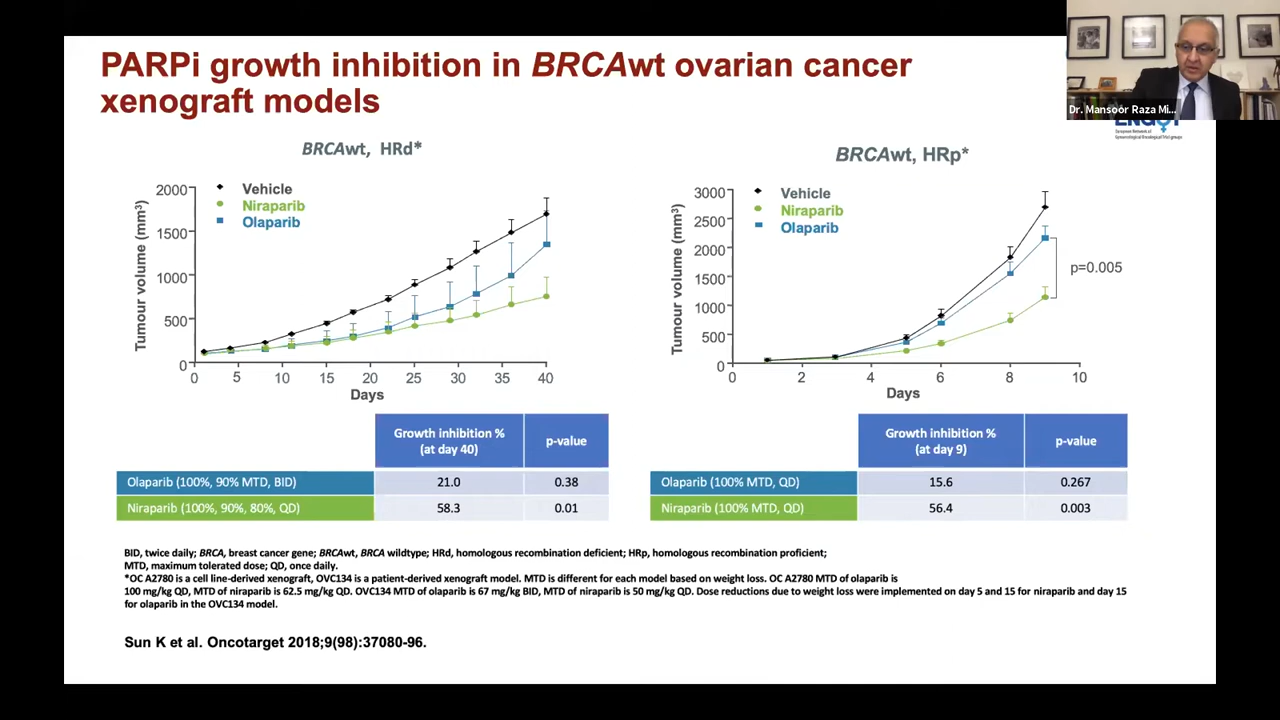 PARPi growth inhibition in BRCAwt ovarian cancer
xenograft models
Dr. Mansoor Raza Mi...
European Network of
Gynaecological Oncological Trial groups
BRCAwt, HRd*
Tumour volume (mm³)
2000
1500
1000
500
0
Vehicle
Niraparib
Olaparib
0 5 10 15 20 25 30 35 40
Days
BRCAwt, HRp*
Tumour volume (mm³)
3000
2500
2000
1500
1000
500
0
Vehicle
Niraparib
Olaparib
p=0.005
0 2 4 6 8 10
Days
Growth inhibition %
(at day 40)
p-value
Olaparib (100%, 90% MTD, BID) 21.0 0.38
Niraparib (100%, 90%, 80%, QD) 58.3 0.01
Growth inhibition %
(at day 9)
p-value
Olaparib (100% MTD, QD) 15.6 0.267
Niraparib (100% MTD, QD) 56.4 0.003
BID, twice daily; BRCA, breast cancer gene; BRCAwt, BRCA wildtype; HRd, homologous recombination deficient; HRp, homologous recombination proficient;
MTD, maximum tolerated dose; QD, once daily.
*OC A2780 is a cell line-derived xenograft, OVC134 is a patient-derived xenograft model. MTD is different for each model based on weight loss. OC A2780 MTD of olaparib is
100 mg/kg QD, MTD of niraparib is 62.5 mg/kg QD. OVC134 MTD of olaparib is 67 mg/kg BID, MTD of niraparib is 50 mg/kg QD. Dose reductions due to weight loss were implemented on day 5 and 15 for niraparib and day 15
for olaparib in the OVC134 model.
Sun K et al. Oncotarget 2018;9(98):37080-96.